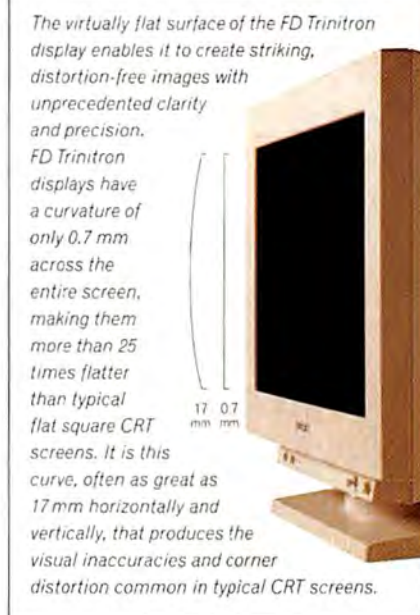 The virtually flat surface of the FD Trinitron
display enables it to create striking,
distortion-free images with
unprecedented clarity
and precision.
FD Trinitron
displays have
a curvature of
only 0.7 mm
across the
entire screen,
making them
more than 25
times flatter
than typical
flat square CRT
screens. It is this
curve, often as great as
17 mm horizontally and
vertically, that produces the
visual inaccuracies and corner
distortion common in typical CRT screens.
17 0.7
mm mm